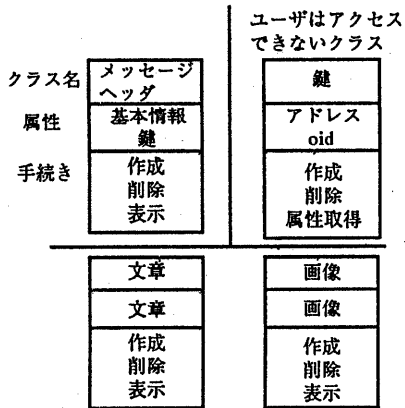 ユーザはアクセス
できないクラス
クラス名
メッセージ
ヘッダ
属性
基本情報
鍵
手続き
作成
削除
表示
鍵
アドレス
oid
作成
削除
属性取得
文章
文章
作成
削除
表示
画像
画像
作成
削除
表示